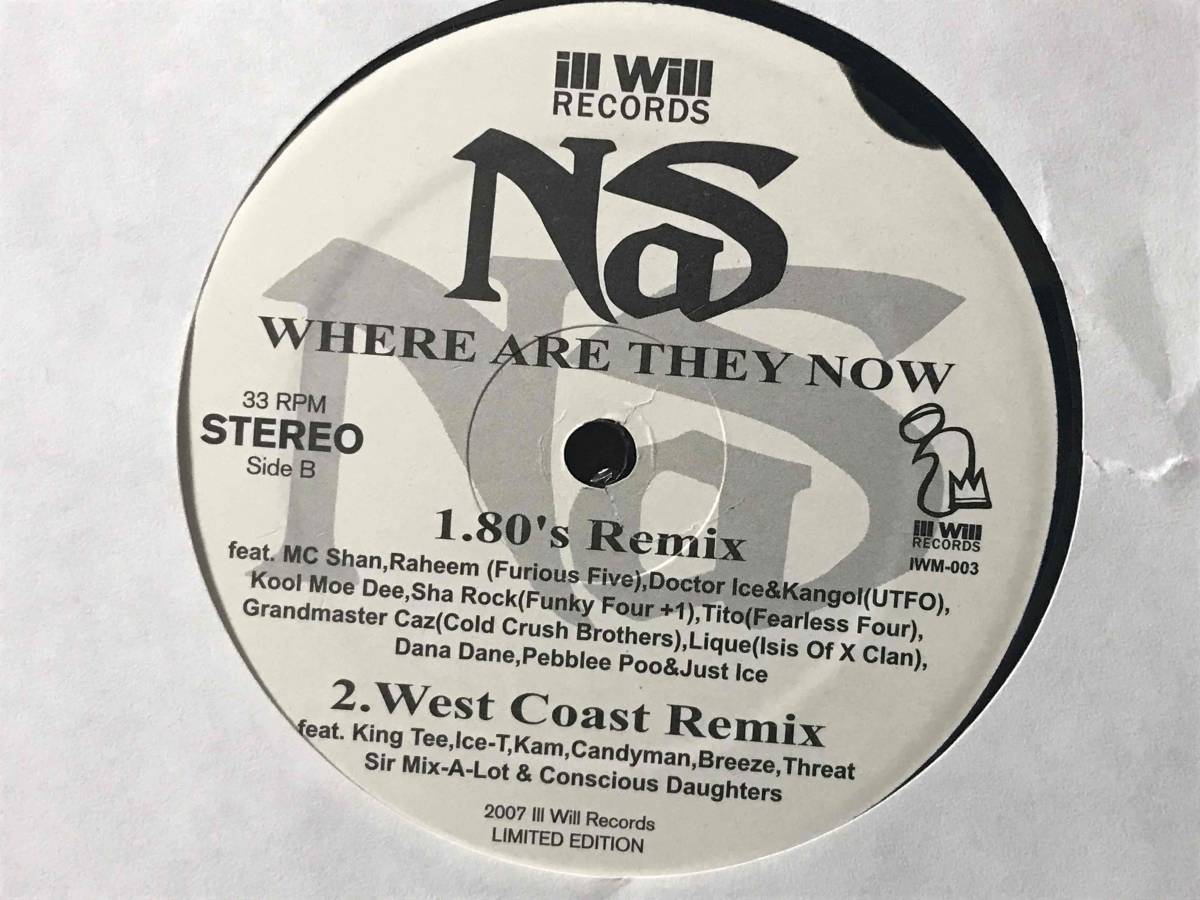 ill Will
RECORDS
NaS
NaS
WHERE ARE THEY NOW
33 RPM
STEREO
Side B
ill Will
RECORDS
IWM-003
1.80's Remix
feat. MC Shan,Raheem (Furious Five),Doctor Ice&Kangol(UTFO),
Kool Moe Dee,Sha Rock(Funky Four +1),Tito(Fearless Four),
Grandmaster Caz(Cold Crush Brothers),Lique(Isis Of X Clan),
Dana Dane,Pebblee Poo&Just Ice
2.West Coast Remix
feat. King Tee,Ice-T,Kam,Candyman,Breeze,Threat
Sir Mix-A-Lot & Conscious Daughters
2007 Ill Will Records
LIMITED EDITION